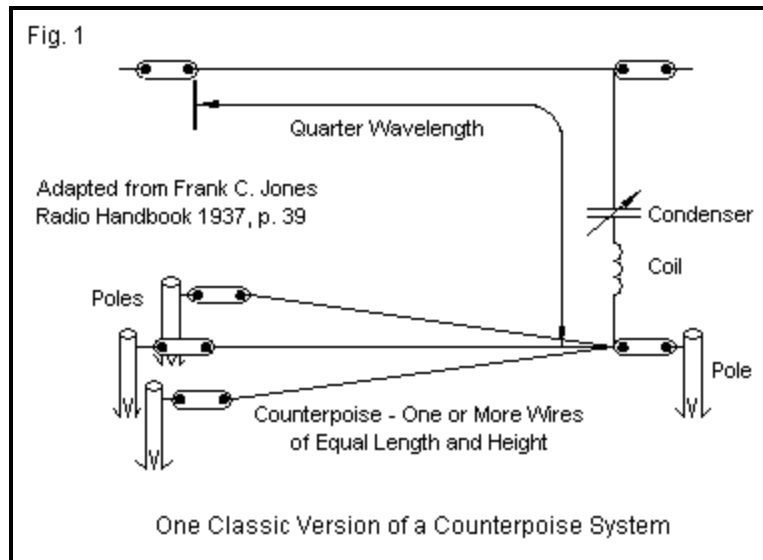 Fig. 1
Quarter Wavelength
Adapted from Frank C. Jones
Radio Handbook 1937, p. 39
Condenser
Coil
Poles
Pole
Counterpoise - One or More Wires
of Equal Length and Height
One Classic Version of a Counterpoise System